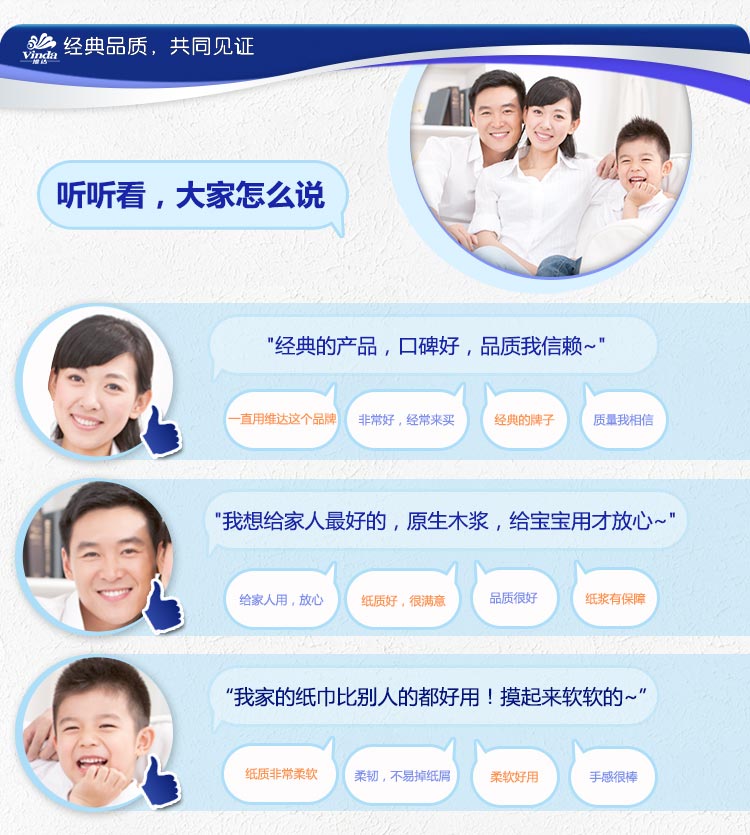 Vinda
维达
经典品质，共同见证
听听看，大家怎么说
"经典的产品，口碑好，品质我信赖~"
一直用维达这个品牌
非常好，经常来买
经典的牌子
质量我相信
"我想给家人最好的，原生木浆，给宝宝用才放心~"
给家人用，放心
纸质好，很满意
品质很好
纸浆有保障
“我家的纸巾比别人的都好用！摸起来软软的~”
纸质非常柔软
柔韧，不易掉纸屑
柔软好用
手感很棒